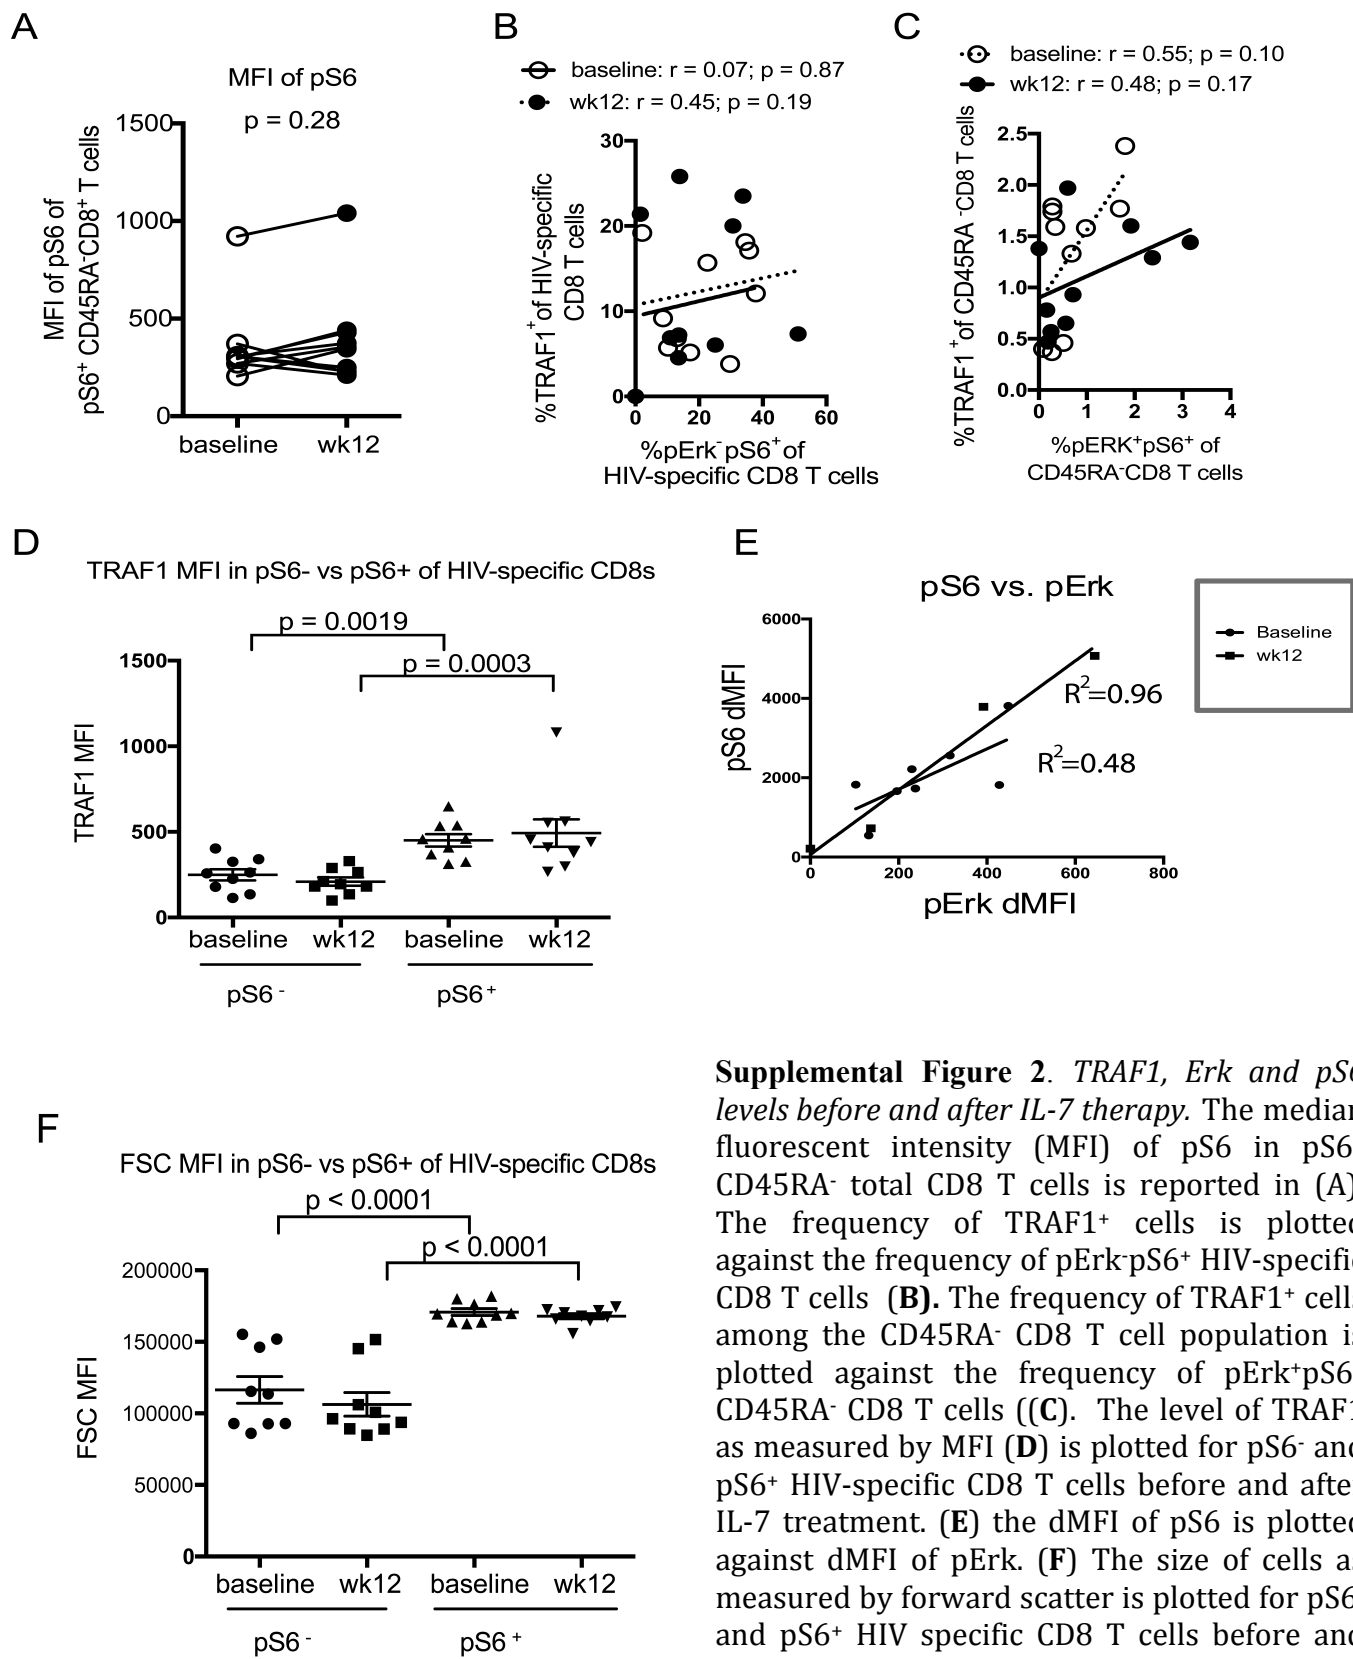 A
MFI of pS6
p = 0.28
MFI of pS6 of
pS6⁺ CD45RA⁻CD8⁺ T cells
1500
1000
500
0
baseline wk12
B
baseline: r = 0.07; p = 0.87
wk12: r = 0.45; p = 0.19
%TRAF1⁺ of HIV-specific
CD8 T cells
30
20
10
0
0 20 40 60
%pErk⁻pS6⁺ of
HIV-specific CD8 T cells
C
baseline: r = 0.55; p = 0.10
wk12: r = 0.48; p = 0.17
%TRAF1⁺ of CD45RA⁻CD8 T cells
2.5
2.0
1.5
1.0
0.5
0.0
0 1 2 3 4
%pERK⁺pS6⁺ of
CD45RA⁻CD8 T cells
D
TRAF1 MFI in pS6- vs pS6+ of HIV-specific CD8s
p = 0.0019
p = 0.0003
TRAF1 MFI
1500
1000
500
0
baseline wk12 baseline wk12
pS6⁻ pS6⁺
E
pS6 vs. pErk
Baseline
wk12
pS6 dMFI
6000
4000
2000
0
R²=0.96
R²=0.48
0 200 400 600 800
pErk dMFI
F
FSC MFI in pS6- vs pS6+ of HIV-specific CD8s
p < 0.0001
p < 0.0001
FSC MFI
200000
150000
100000
50000
0
baseline wk12 baseline wk12
pS6⁻ pS6⁺
Supplemental Figure 2. TRAF1, Erk and pS6
levels before and after IL-7 therapy. The median
fluorescent intensity (MFI) of pS6 in pS6
CD45RA⁻ total CD8 T cells is reported in (A)
The frequency of TRAF1⁺ cells is plotted
against the frequency of pErk⁻pS6⁺ HIV-specific
CD8 T cells (B). The frequency of TRAF1⁺ cells
among the CD45RA⁻ CD8 T cell population is
plotted against the frequency of pErk⁺pS6
CD45RA⁻ CD8 T cells ((C). The level of TRAF1
as measured by MFI (D) is plotted for pS6⁻ and
pS6⁺ HIV-specific CD8 T cells before and after
IL-7 treatment. (E) the dMFI of pS6 is plotted
against dMFI of pErk. (F) The size of cells as
measured by forward scatter is plotted for pS6
and pS6⁺ HIV specific CD8 T cells before and